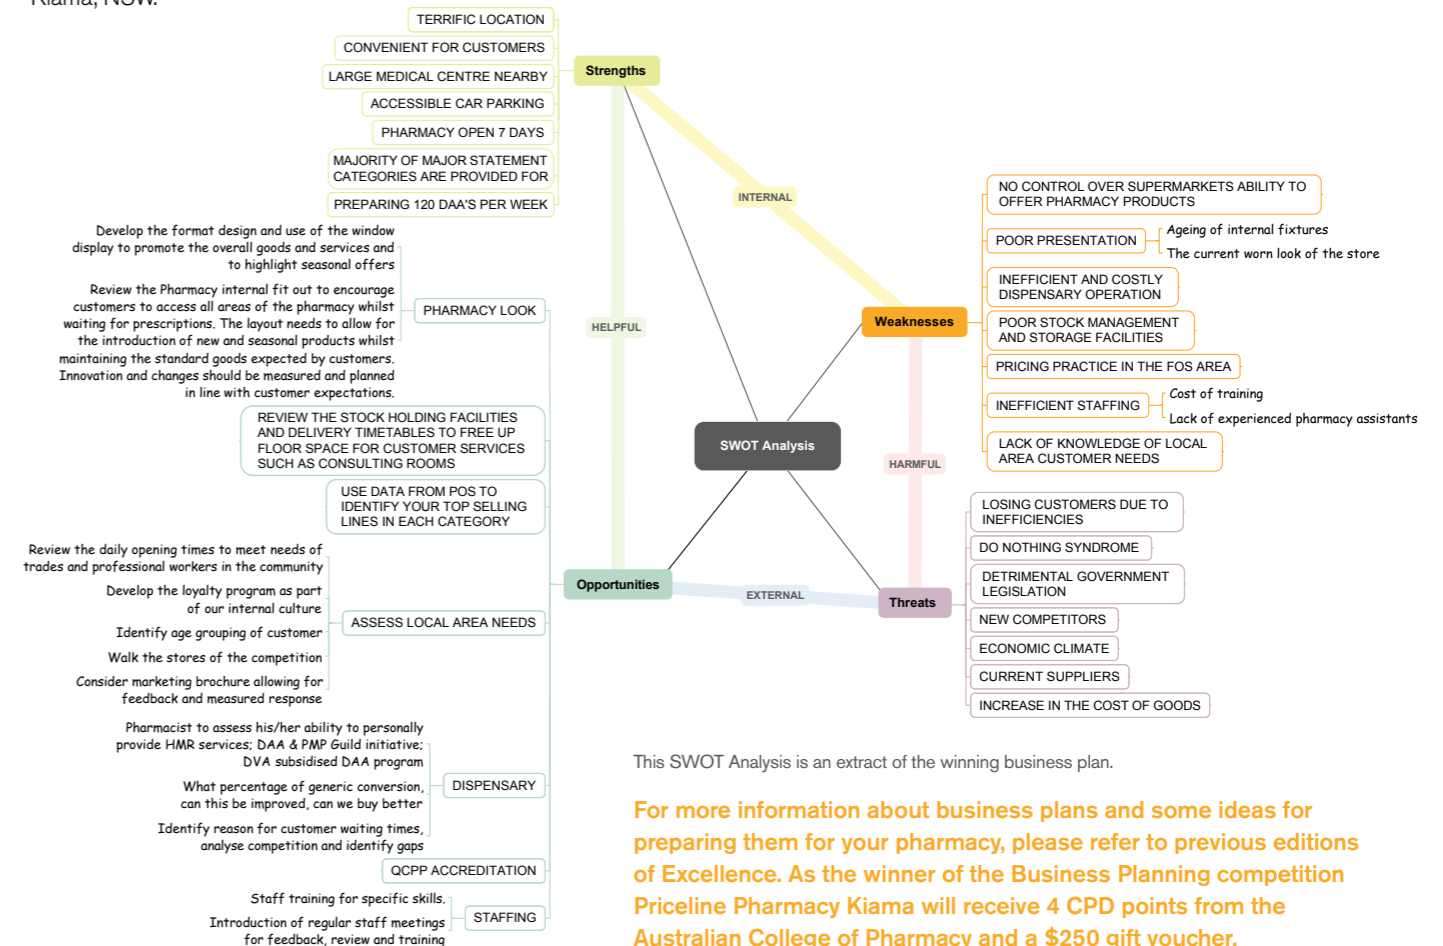 Kiama, NSW.
TERRIFIC LOCATION
CONVENIENT FOR CUSTOMERS
LARGE MEDICAL CENTRE NEARBY
ACCESSIBLE CAR PARKING
PHARMACY OPEN 7 DAYS
MAJORITY OF MAJOR STATEMENT
CATEGORIES ARE PROVIDED FOR
PREPARING 120 DAA'S PER WEEK
Strengths
Develop the format design and use of the window
display to promote the overall goods and services and
to highlight seasonal offers
Review the Pharmacy internal fit out to encourage
customers to access all areas of the pharmacy whilst
waiting for prescriptions. The layout needs to allow for
the introduction of new and seasonal products whilst
maintaining the standard goods expected by customers.
Innovation and changes should be measured and planned
in line with customer expectations.
PHARMACY LOOK
REVIEW THE STOCK HOLDING FACILITIES
AND DELIVERY TIMETABLES TO FREE UP
FLOOR SPACE FOR CUSTOMER SERVICES
SUCH AS CONSULTING ROOMS
USE DATA FROM POS TO
IDENTIFY YOUR TOP SELLING
LINES IN EACH CATEGORY
Review the daily opening times to meet needs of
trades and professional workers in the community
Develop the loyalty program as part
of our internal culture
Identify age grouping of customer
Walk the stores of the competition
Consider marketing brochure allowing for
feedback and measured response
ASSESS LOCAL AREA NEEDS
Pharmacist to assess his/her ability to personally
provide HMR services; DAA & PMP Guild initiative;
DVA subsidised DAA program
What percentage of generic conversion,
can this be improved, can we buy better
Identify reason for customer waiting times,
analyse competition and identify gaps
DISPENSARY
QCPP ACCREDITATION
Staff training for specific skills.
Introduction of regular staff meetings
for feedback, review and training
STAFFING
Opportunities
HELPFUL
INTERNAL
SWOT Analysis
HARMFUL
EXTERNAL
Weaknesses
NO CONTROL OVER SUPERMARKETS ABILITY TO
OFFER PHARMACY PRODUCTS
POOR PRESENTATION
Ageing of internal fixtures
The current worn look of the store
INEFFICIENT AND COSTLY
DISPENSARY OPERATION
POOR STOCK MANAGEMENT
AND STORAGE FACILITIES
PRICING PRACTICE IN THE FOS AREA
INEFFICIENT STAFFING
Cost of training
Lack of experienced pharmacy assistants
LACK OF KNOWLEDGE OF LOCAL
AREA CUSTOMER NEEDS
Threats
LOSING CUSTOMERS DUE TO
INEFFICIENCIES
DO NOTHING SYNDROME
DETRIMENTAL GOVERNMENT
LEGISLATION
NEW COMPETITORS
ECONOMIC CLIMATE
CURRENT SUPPLIERS
INCREASE IN THE COST OF GOODS
This SWOT Analysis is an extract of the winning business plan.
For more information about business plans and some ideas for
preparing them for your pharmacy, please refer to previous editions
of Excellence. As the winner of the Business Planning competition
Priceline Pharmacy Kiama will receive 4 CPD points from the
Australian College of Pharmacy and a $250 gift voucher.